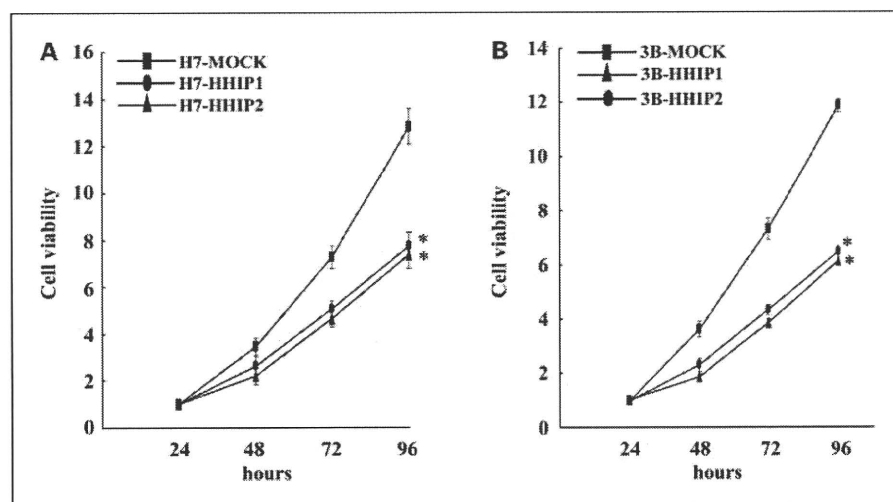 A
H7-MOCK
H7-HHIP1
H7-HHIP2
16
14
12
10
8
6
4
2
0
Cell viability
*
*
24 48 72 96
hours
B
3B-MOCK
3B-HHIP1
3B-HHIP2
14
12
10
8
6
4
2
0
Cell viability
*
*
24 48 72 96
hours